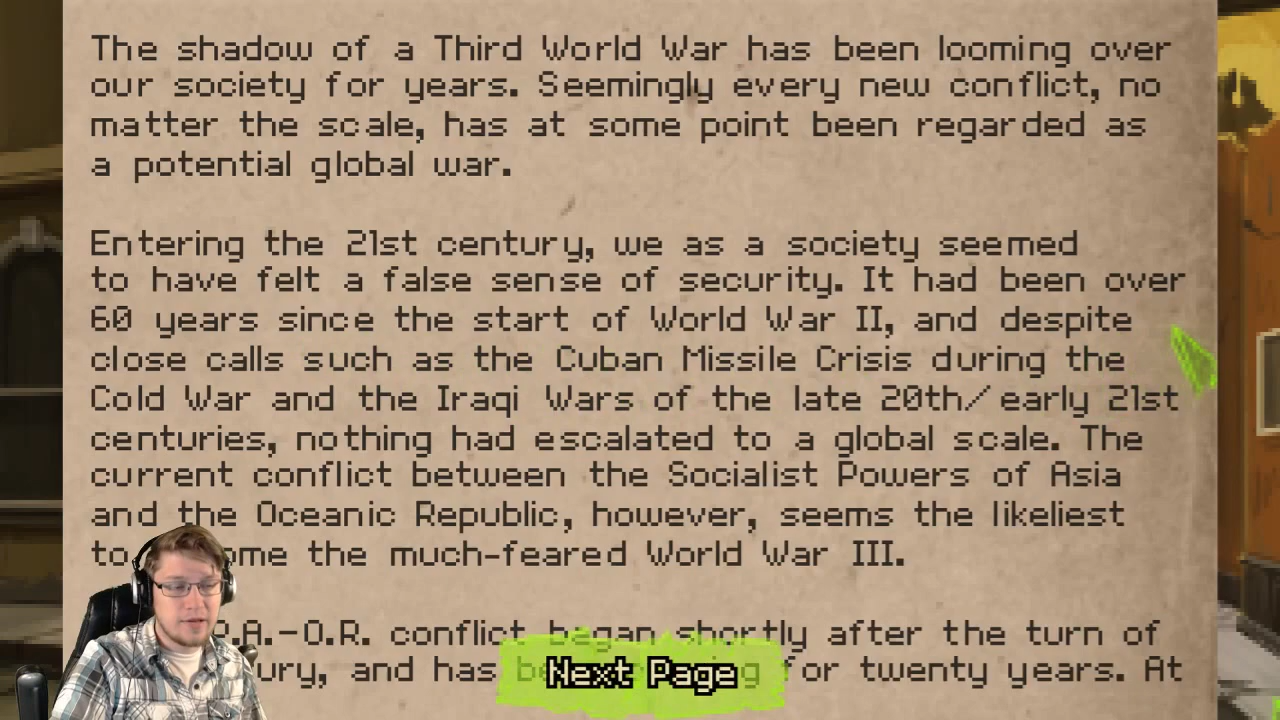 The shadow of a Third World War has been looming over
our society for years. Seemingly every new conflict, no
matter the scale, has at some point been regarded as
a potential global war.
Entering the 21st century, we as a society seemed
to have felt a false sense of security. It had been over
60 years since the start of World War II, and despite
close calls such as the Cuban Missile Crisis during the
Cold War and the Iraqi Wars of the late 20th/early 21st
centuries, nothing had escalated to a global scale. The
current conflict between the Socialist Powers of Asia
and the Oceanic Republic, however, seems the likeliest
to the much-feared World War III.
conflict began shortly after the turn of
and has for twenty years. At
Next Page